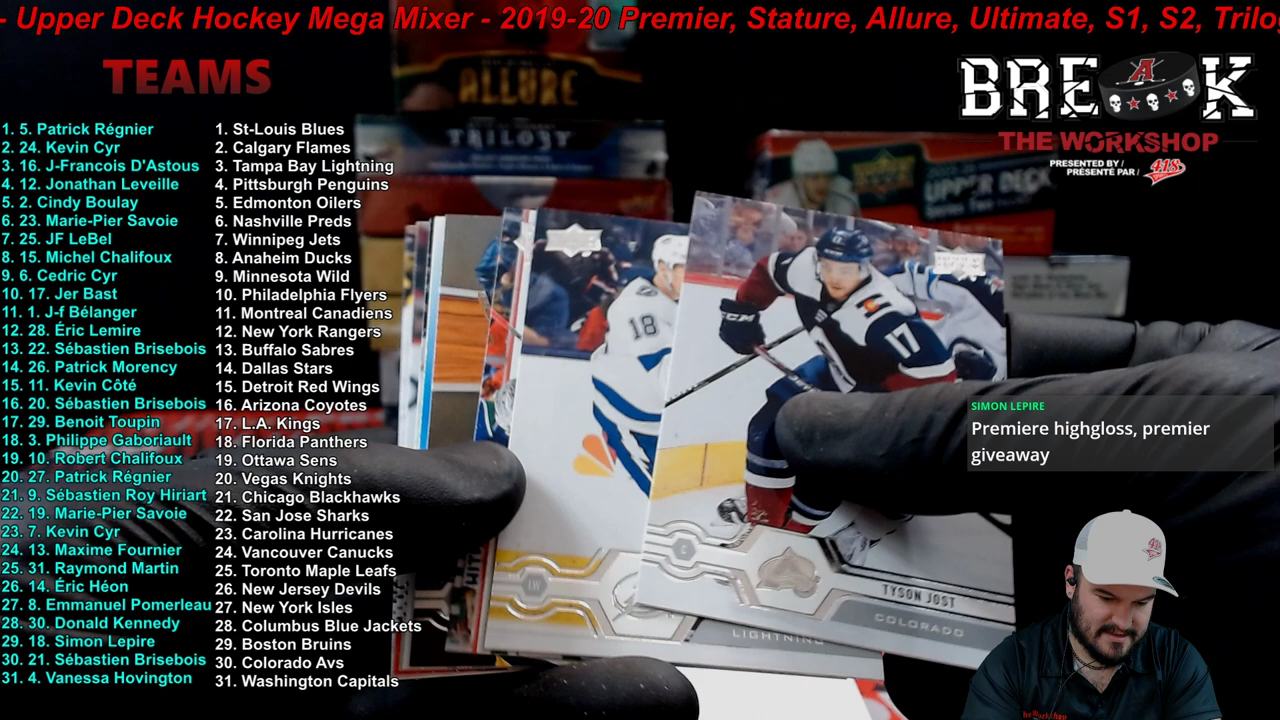 - Upper Deck Hockey Mega Mixer - 2019-20 Premier, Stature, Allure, Ultimate, S1, S2, Trilo
TEAMS
1. 5. Patrick Régnier
2. 24. Kevin Cyr
3. 16. J-Francois D'Astous
4. 12. Jonathan Leveille
5. 2. Cindy Boulay
6. 23. Marie-Pier Savoie
7. 25. JF LeBel
8. 15. Michel Chalifoux
9. 6. Cedric Cyr
10. 17. Jer Bast
11. 1. J-f Bélanger
12. 28. Éric Lemire
13. 22. Sébastien Brisebois
14. 26. Patrick Morency
15. 11. Kevin Côté
16. 20. Sébastien Brisebois
17. 29. Benoit Toupin
18. 3. Philippe Gaboriault
19. 10. Robert Chalifoux
20. 27. Patrick Régnier
21. 9. Sébastien Roy Hiriart
22. 19. Marie-Pier Savoie
23. 7. Kevin Cyr
24. 13. Maxime Fournier
25. 31. Raymond Martin
26. 14. Éric Héon
27. 8. Emmanuel Pomerleau
28. 30. Donald Kennedy
29. 18. Simon Lepire
30. 21. Sébastien Brisebois
31. 4. Vanessa Hovington
1. St-Louis Blues
2. Calgary Flames
3. Tampa Bay Lightning
4. Pittsburgh Penguins
5. Edmonton Oilers
6. Nashville Preds
7. Winnipeg Jets
8. Anaheim Ducks
9. Minnesota Wild
10. Philadelphia Flyers
11. Montreal Canadiens
12. New York Rangers
13. Buffalo Sabres
14. Dallas Stars
15. Detroit Red Wings
16. Arizona Coyotes
17. L.A. Kings
18. Florida Panthers
19. Ottawa Sens
20. Vegas Knights
21. Chicago Blackhawks
22. San Jose Sharks
23. Carolina Hurricanes
24. Vancouver Canucks
25. Toronto Maple Leafs
26. New Jersey Devils
27. New York Isles
28. Columbus Blue Jackets
29. Boston Bruins
30. Colorado Avs
31. Washington Capitals
ALLURE
TRILOGY
UPPER DECK
BRE K
A
THE WORKSHOP
PRESENTED BY /
PRÉSENTÉ PAR /
418
18
17
CCM
LW
C
LIGHTNING
TYSON JOST
COLORADO
SIMON LEPIRE
Premiere highgloss, premier
giveaway